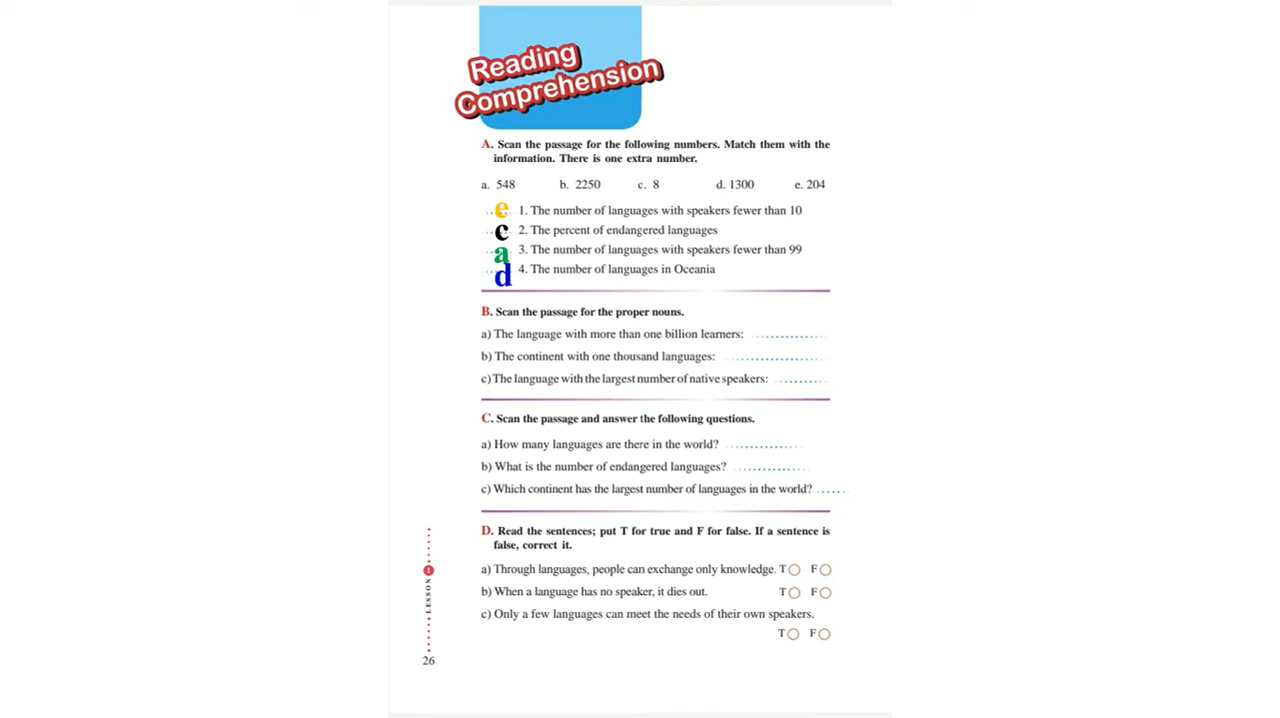 Reading
Comprehension
A. Scan the passage for the following numbers. Match them with the
information. There is one extra number.
a. 548 b. 2250 c. 8 d. 1300 e. 204
e 1. The number of languages with speakers fewer than 10
c 2. The percent of endangered languages
a 3. The number of languages with speakers fewer than 99
d 4. The number of languages in Oceania
B. Scan the passage for the proper nouns.
a) The language with more than one billion learners: ..............
b) The continent with one thousand languages: ..................
c) The language with the largest number of native speakers: ..........
C. Scan the passage and answer the following questions.
a) How many languages are there in the world? ..............
b) What is the number of endangered languages? ..............
c) Which continent has the largest number of languages in the world? ......
D. Read the sentences; put T for true and F for false. If a sentence is
false, correct it.
a) Through languages, people can exchange only knowledge. T F
b) When a language has no speaker, it dies out. T F
c) Only a few languages can meet the needs of their own speakers.
T F
LESSON 1
26